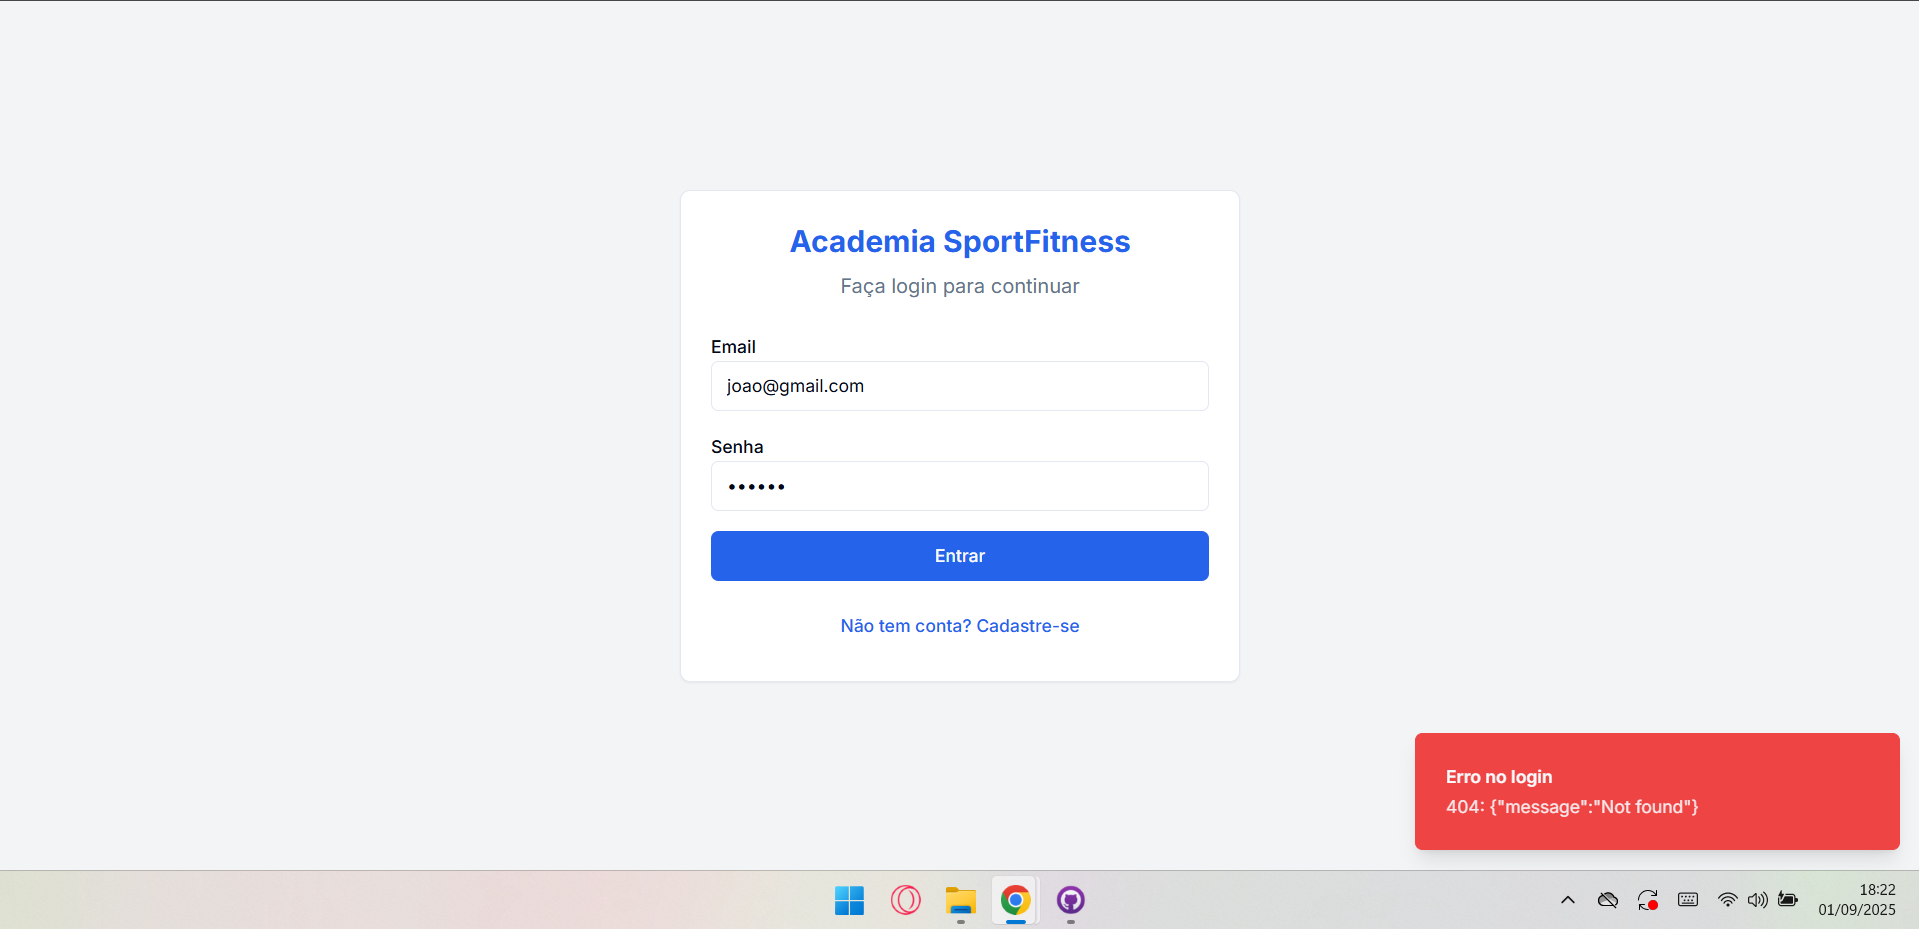 Academia SportFitness
Faça login para continuar
Email
joao@gmail.com
Senha
••••••
Entrar
Não tem conta? Cadastre-se
Erro no login
404: {"message":"Not found"}
18:22
01/09/2025